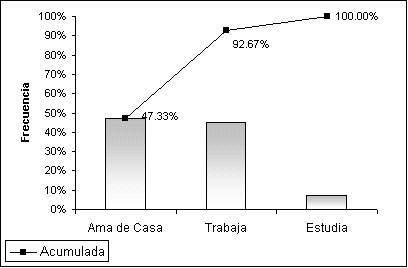 100%
90%
80%
70%
60%
50%
40%
30%
20%
10%
0%
Frecuencia
100.00%
92.67%
47.33%
Ama de Casa
Trabaja
Estudia
Acumulada